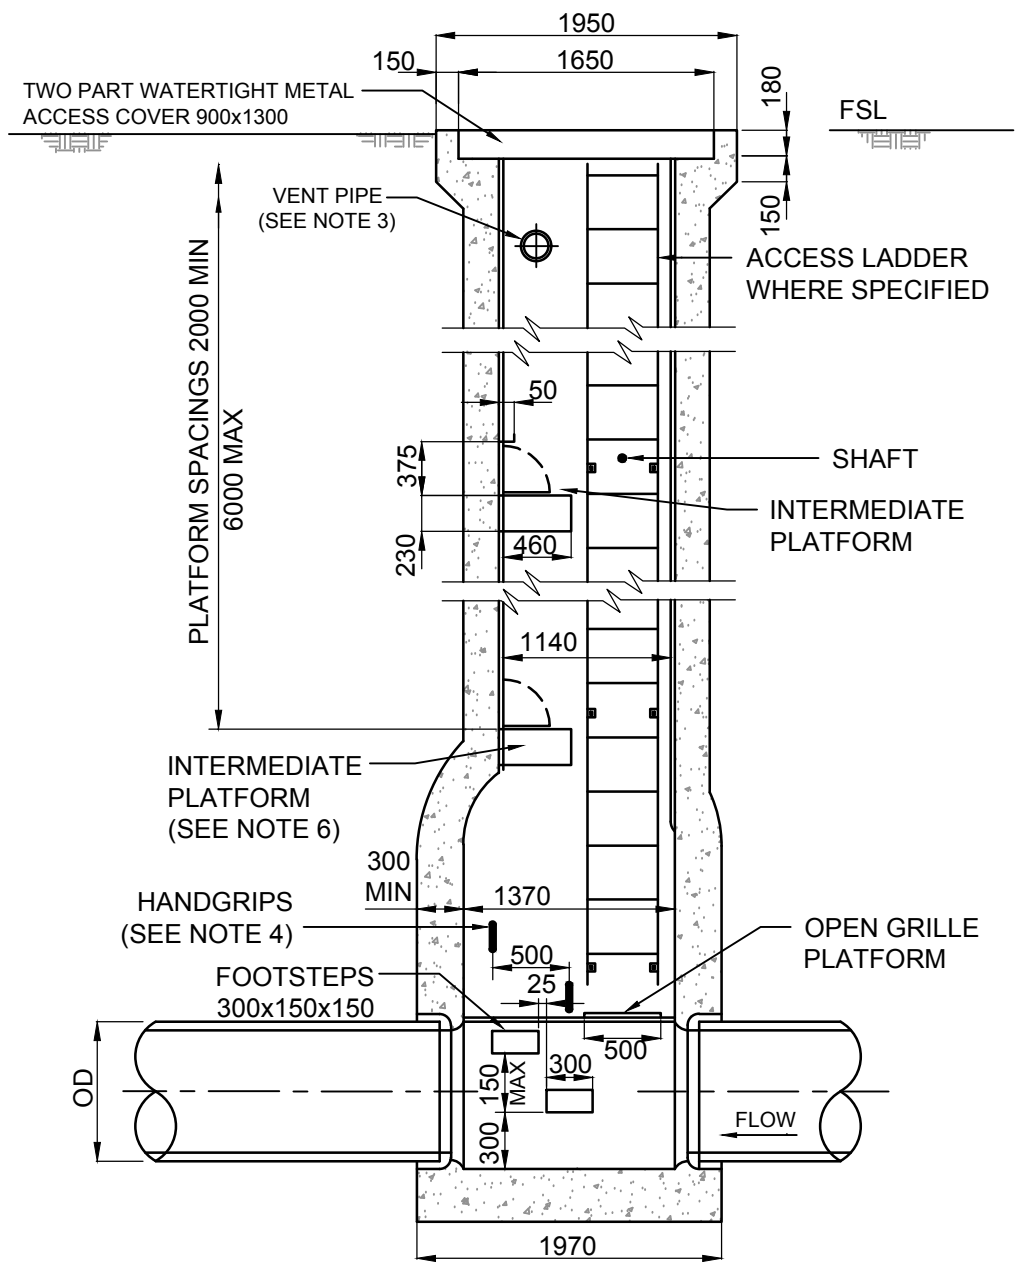 1950
150
1650
TWO PART WATERTIGHT METAL
ACCESS COVER 900x1300
180
FSL
VENT PIPE
(SEE NOTE 3)
150
ACCESS LADDER
WHERE SPECIFIED
PLATFORM SPACINGS 2000 MIN
6000 MAX
50
375
SHAFT
INTERMEDIATE
PLATFORM
230
460
1140
INTERMEDIATE
PLATFORM
(SEE NOTE 6)
300
MIN
1370
HANDGRIPS
(SEE NOTE 4)
OPEN GRILLE
PLATFORM
500
FOOTSTEPS
300x150x150
25
500
300
150
MAX
OD
FLOW
300
1970